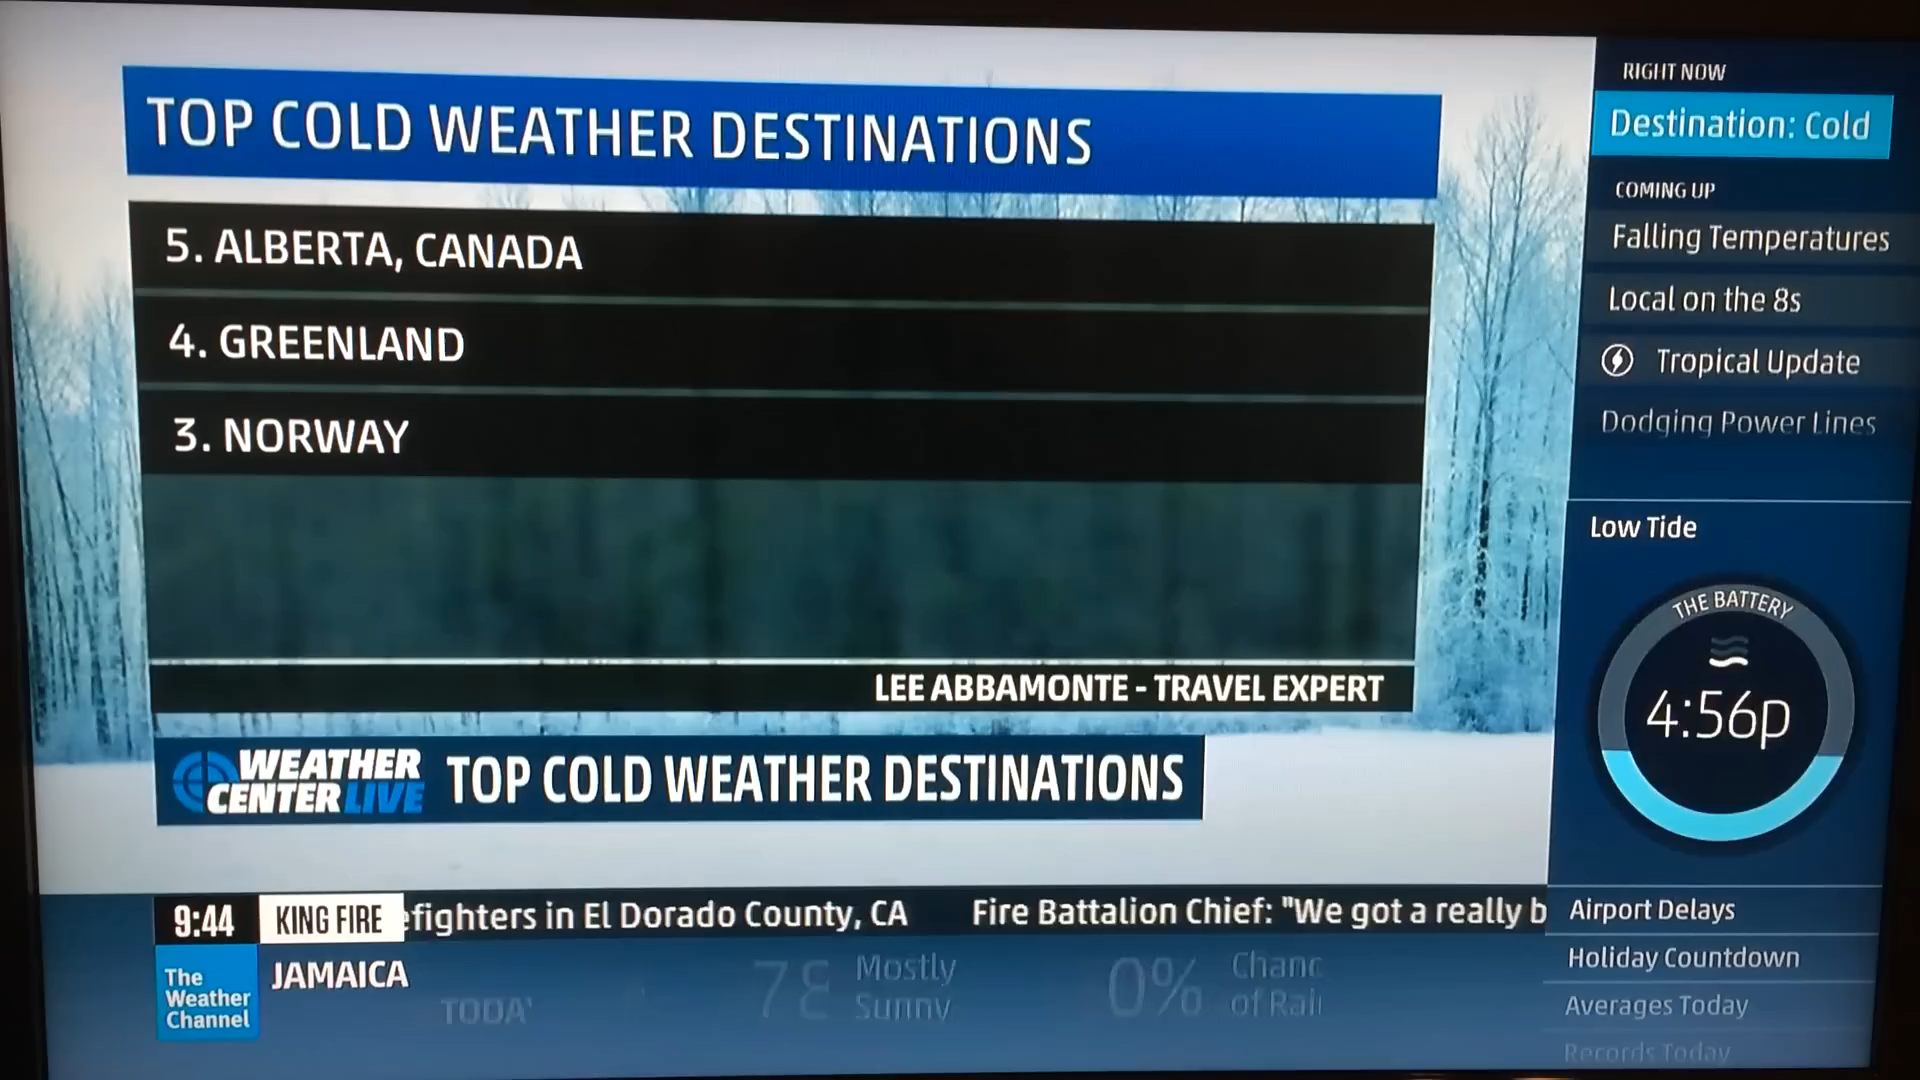 TOP COLD WEATHER DESTINATIONS
5. ALBERTA, CANADA
4. GREENLAND
3. NORWAY
LEE ABBAMONTE - TRAVEL EXPERT
WEATHER
CENTER LIVE
TOP COLD WEATHER DESTINATIONS
9:44
KING FIRE
efighters in El Dorado County, CA Fire Battalion Chief: "We got a really b
The
Weather
Channel
JAMAICA
TODAY
78
Mostly
Sunny
0%
Chanc
of Rain
RIGHT NOW
Destination: Cold
COMING UP
Falling Temperatures
Local on the 8s
Tropical Update
Dodging Power Lines
Low Tide
THE BATTERY
4:56p
Airport Delays
Holiday Countdown
Averages Today
Records Today